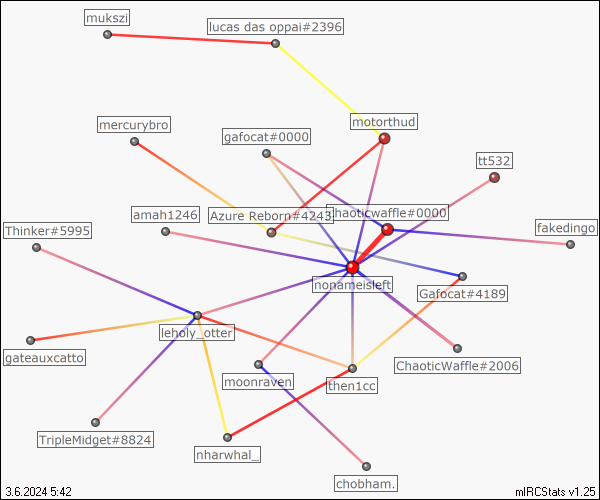 mukszi
lucas das oppai#2396
mercurybro
motorthud
gafocat#0000
tt532
amah1246
Azure Reborn#4243
Chaoticwaffle#0000
Thinker#5995
fakedingo
nonameisleft
Gafocat#4189
leholy_otter
gateauxcatto
ChaoticWaffle#2006
moonraven
then1cc
TripleMidget#8824
nharwhal_
chobham.
3.6.2024 5:42
mIRCStats v1.25